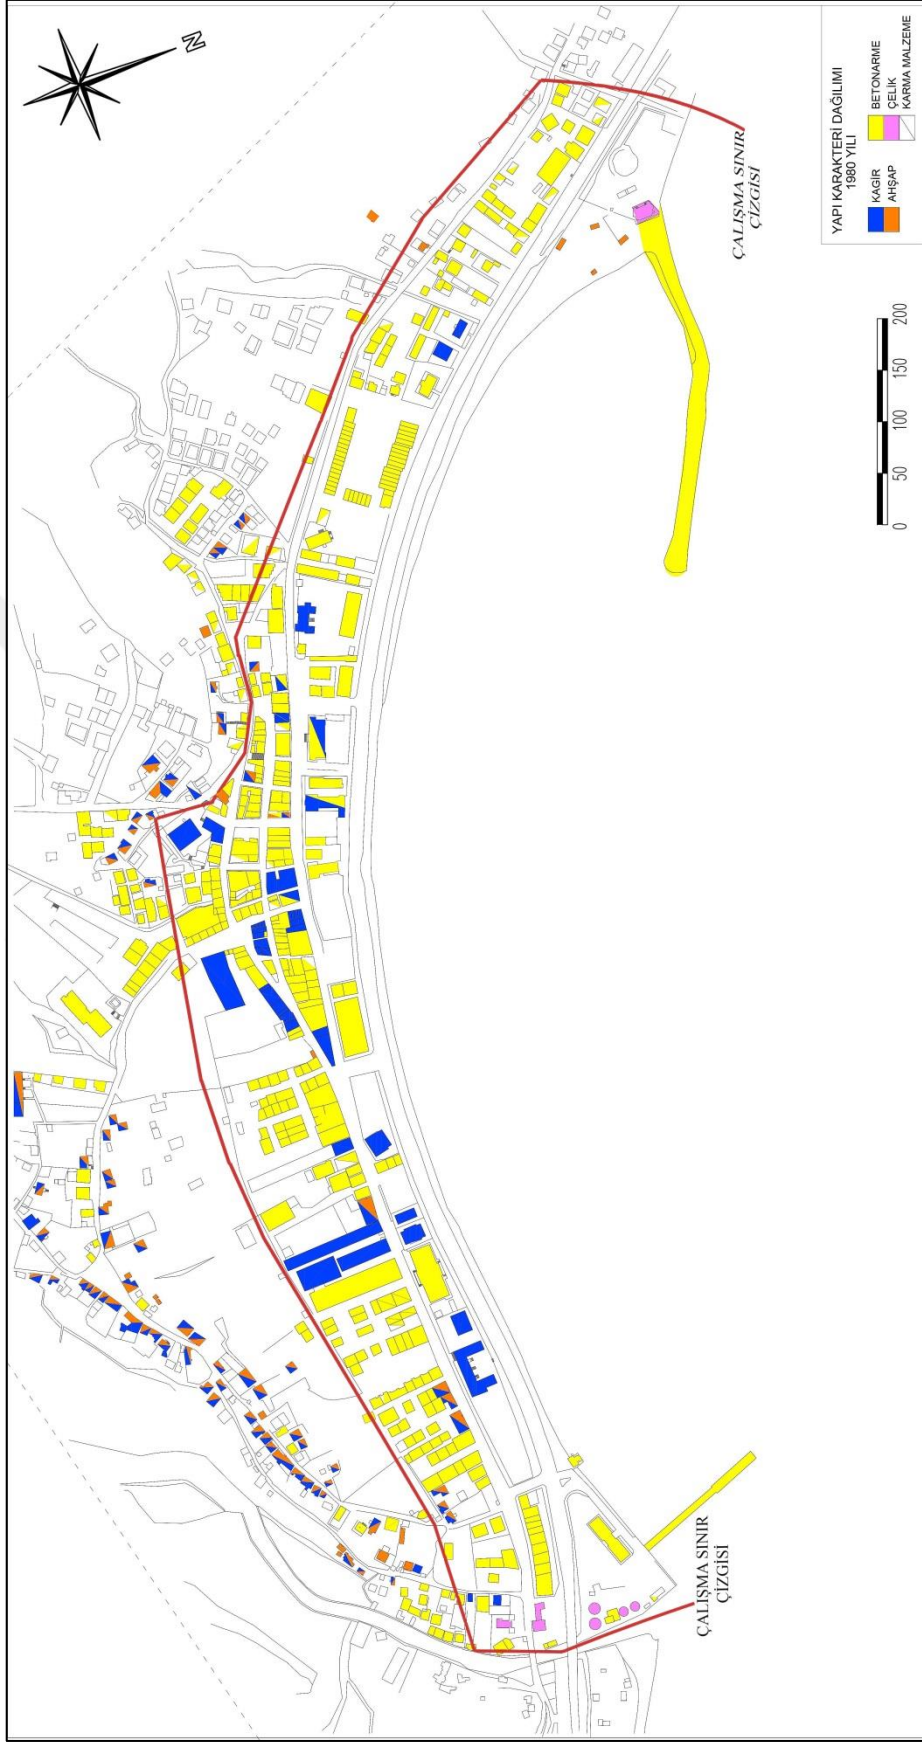 N
ÇALIŞMA SINIR
ÇİZGİSİ
YAPI KARAKTERİ DAĞILIMI
1980 YILI
KAGİR
AHŞAP
BETONARME
ÇELİK
KARMA MALZEME
0 50 100 150 200
ÇALIŞMA SINIR
ÇİZGİSİ